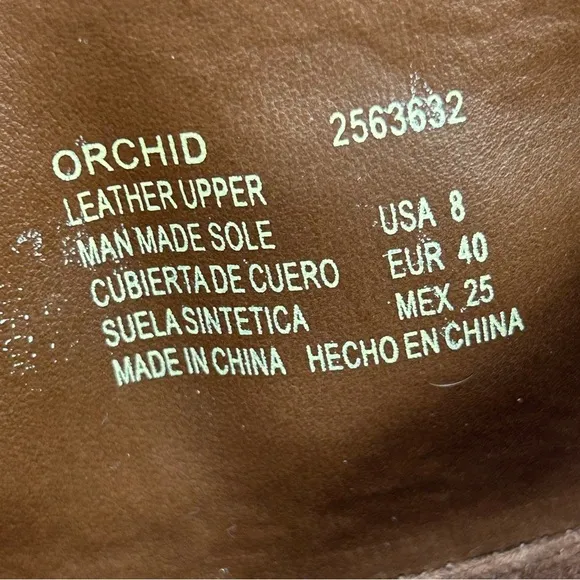 ORCHID 2563632
LEATHER UPPER
MAN MADE SOLE USA 8
CUBIERTA DE CUERO EUR 40
SUELA SINTETICA MEX 25
MADE IN CHINA HECHO EN CHINA